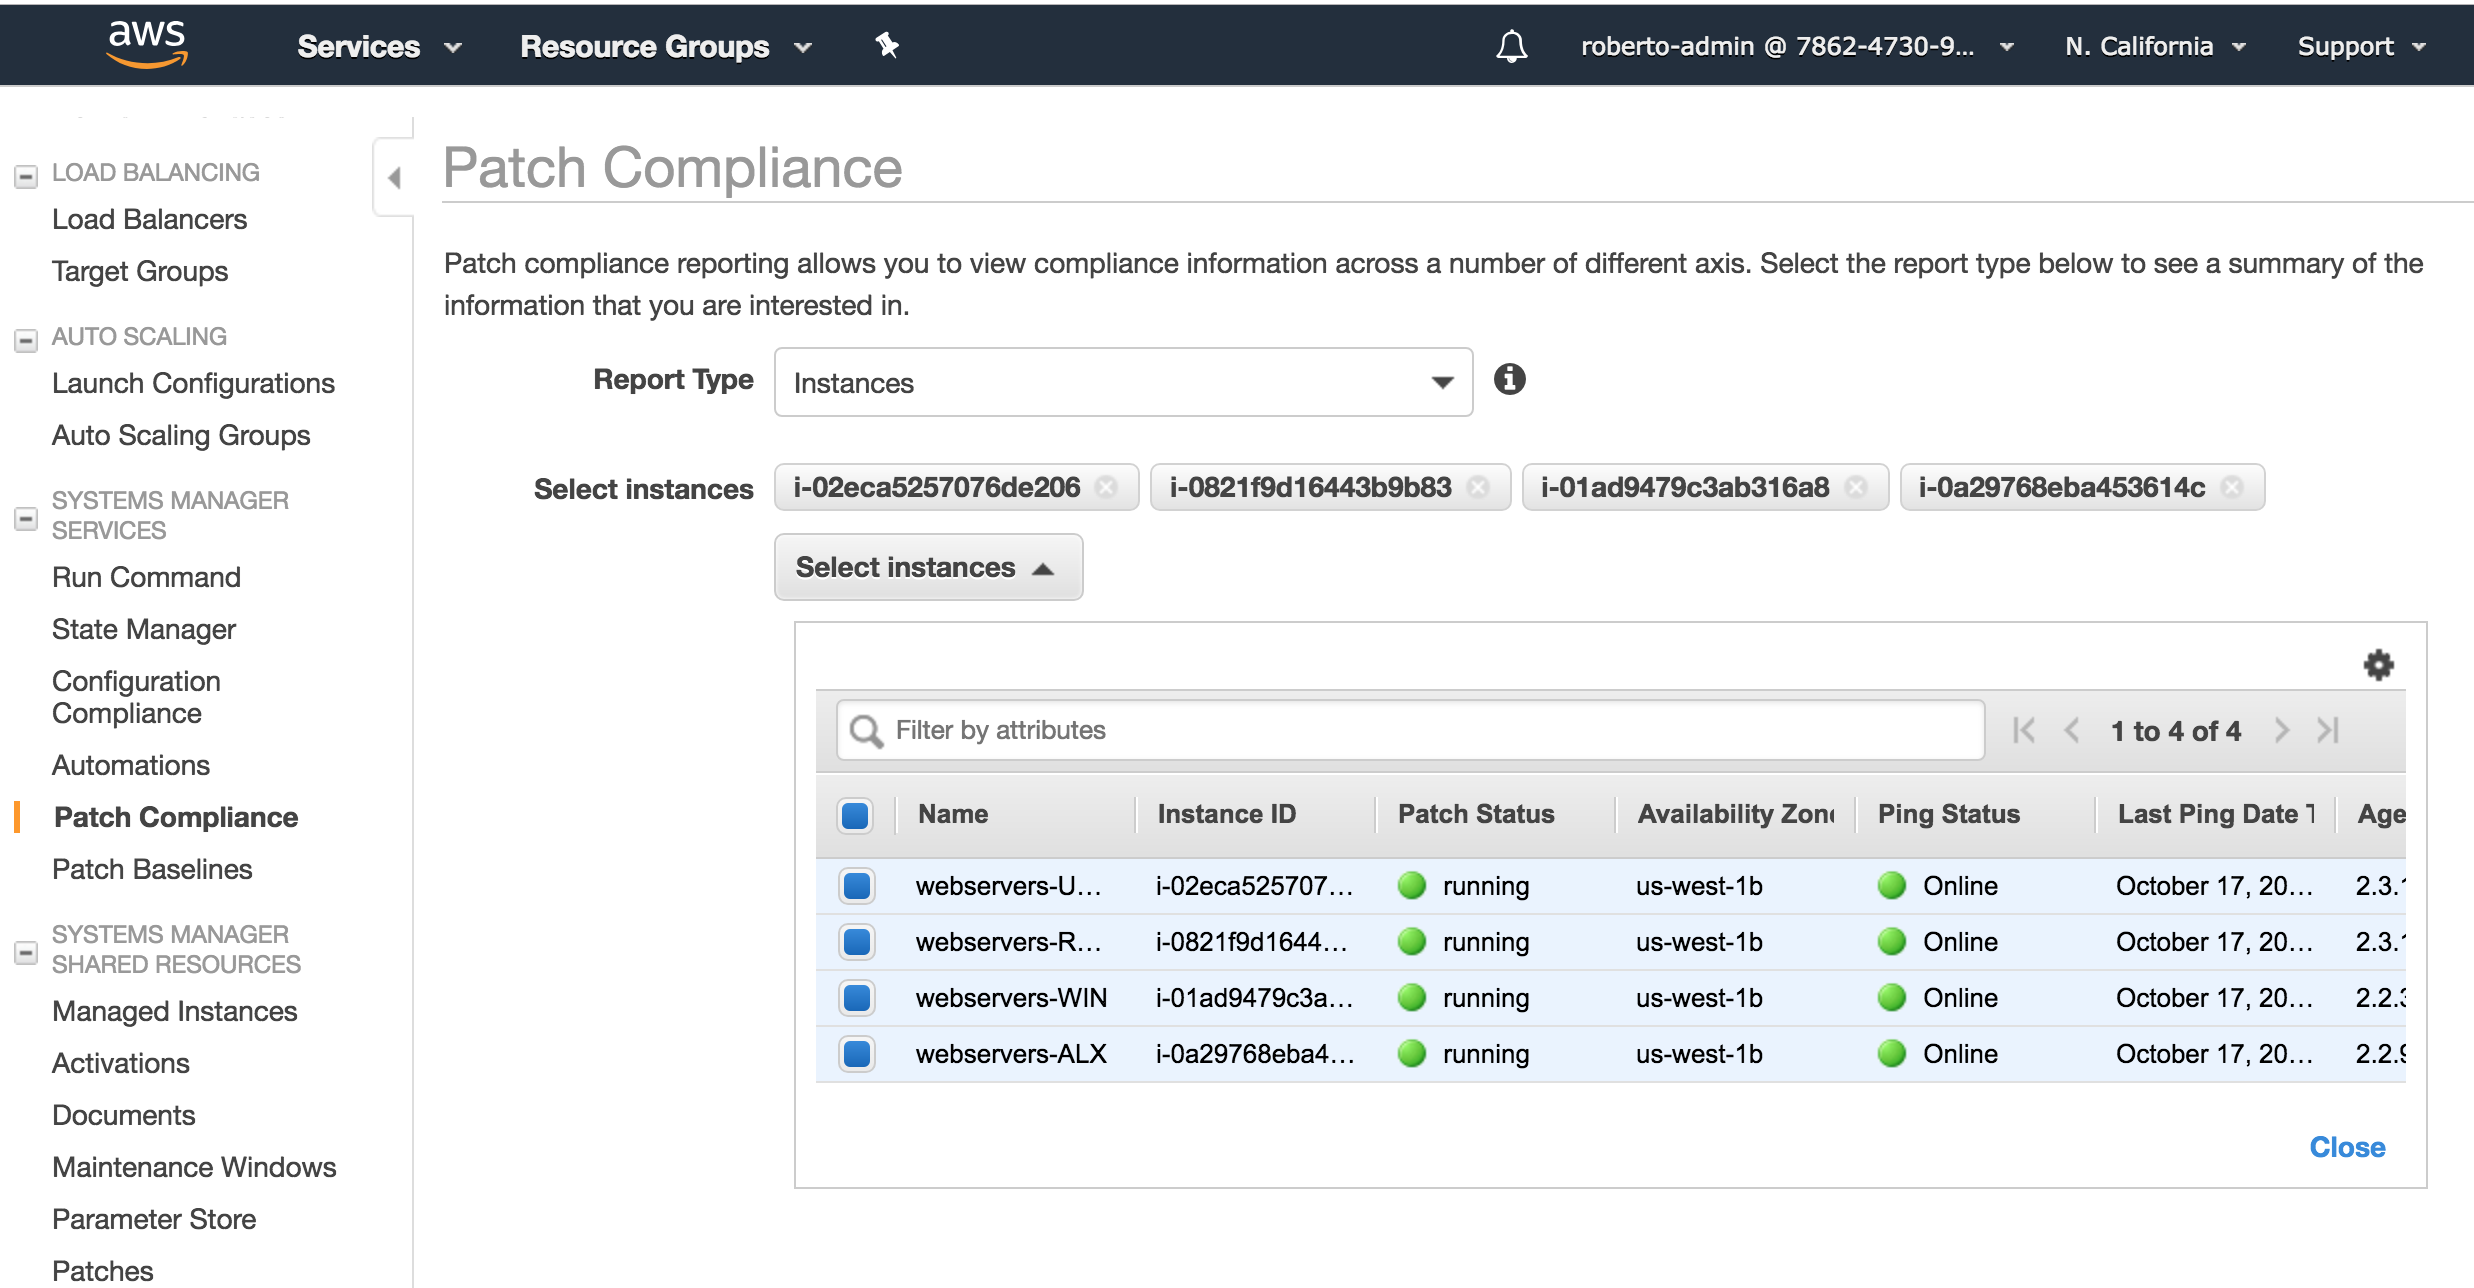 aws Services Resource Groups roberto-admin @ 7862-4730-9... N. California Support
LOAD BALANCING
Load Balancers
Target Groups
AUTO SCALING
Launch Configurations
Auto Scaling Groups
SYSTEMS MANAGER
SERVICES
Run Command
State Manager
Configuration
Compliance
Automations
Patch Compliance
Patch Baselines
SYSTEMS MANAGER
SHARED RESOURCES
Managed Instances
Activations
Documents
Maintenance Windows
Parameter Store
Patches
Patch Compliance
Patch compliance reporting allows you to view compliance information across a number of different axis. Select the report type below to see a summary of the
information that you are interested in.
Report Type Instances
Select instances i-02eca5257076de206 i-0821f9d16443b9b83 i-01ad9479c3ab316a8 i-0a29768eba453614c
Select instances
Filter by attributes 1 to 4 of 4
Name Instance ID Patch Status Availability Zone Ping Status Last Ping Date Age
webservers-U... i-02eca525707... running us-west-1b Online October 17, 20... 2.3.
webservers-R... i-0821f9d1644... running us-west-1b Online October 17, 20... 2.3.
webservers-WIN i-01ad9479c3a... running us-west-1b Online October 17, 20... 2.2.3
webservers-ALX i-0a29768eba4... running us-west-1b Online October 17, 20... 2.2.9
Close